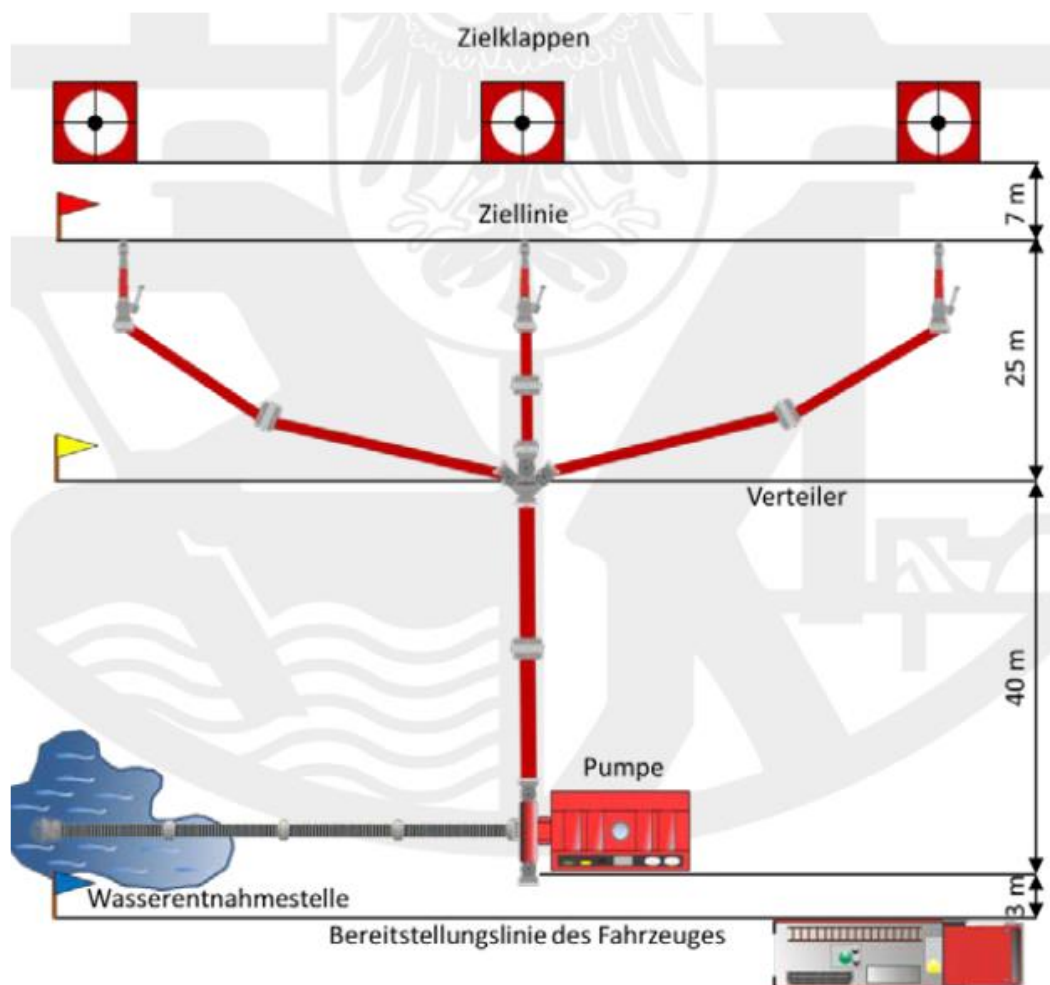 Zielklappen
7 m
Ziellinie
25 m
Verteiler
40 m
Pumpe
Wasserentnahmestelle
3 m
Bereitstellungslinie des Fahrzeuges